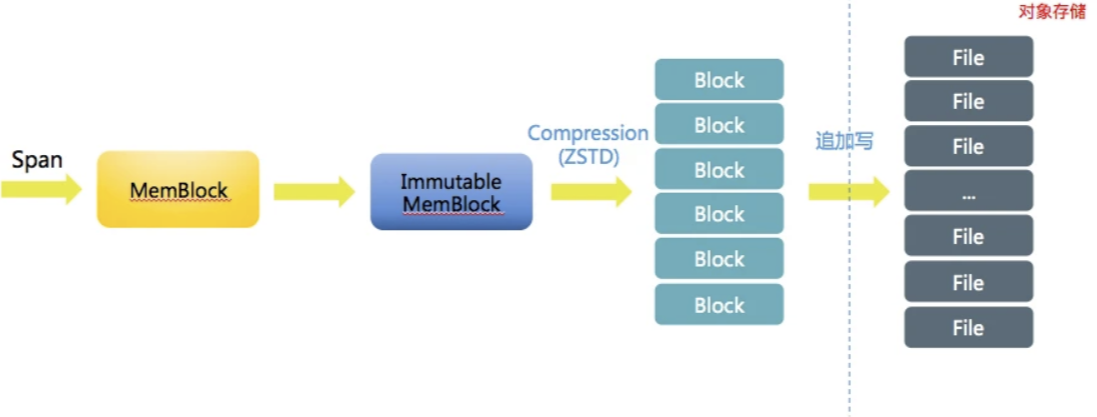 对象存储
Span
MemBlock
Immutable
MemBlock
Compression
(ZSTD)
Block
Block
Block
Block
Block
Block
追加写
File
File
File
...
File
File
File